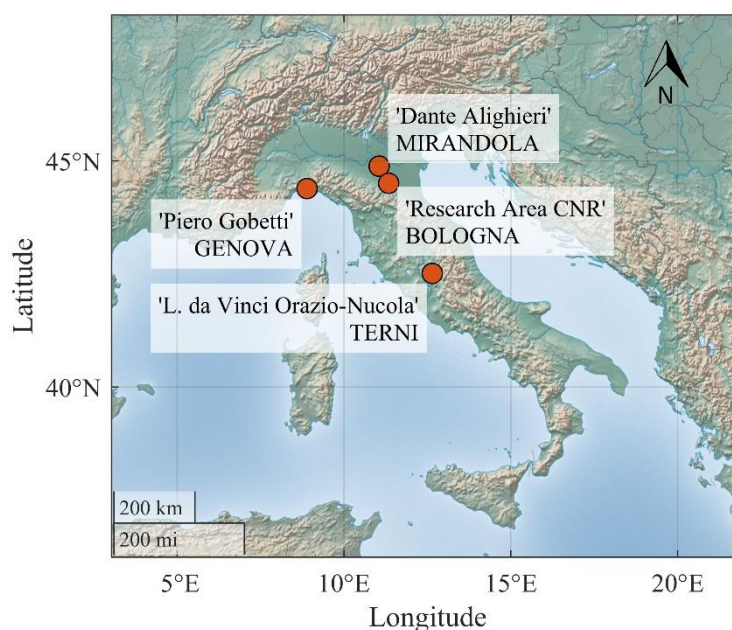 N
'Dante Alighieri'
MIRANDOLA
45°N
'Piero Gobetti'
GENOVA
'Research Area CNR'
BOLOGNA
'L. da Vinci Orazio-Nucola'
TERNI
40°N
200 km
200 mi
5°E
10°E
15°E
20°E
Longitude
Latitude